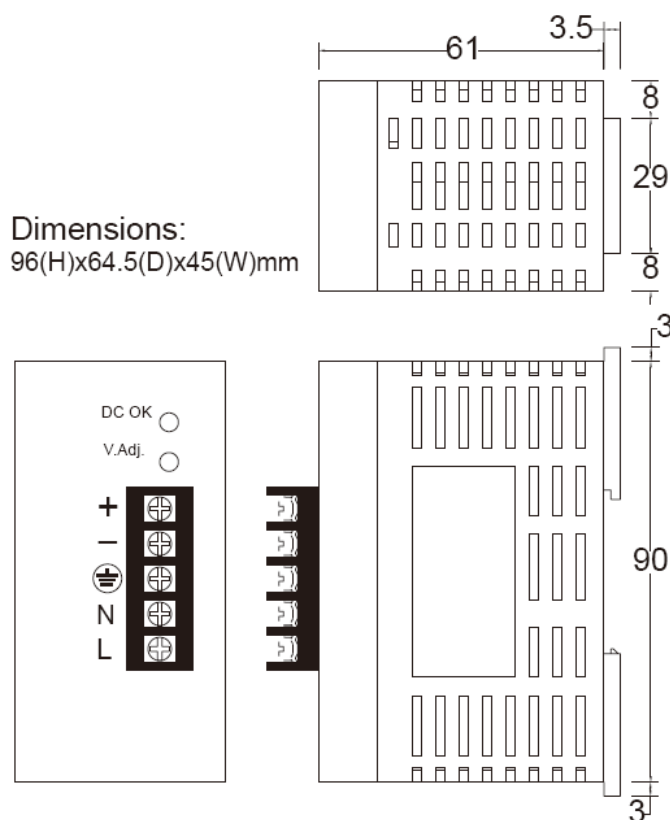 3.5
61
8
29
8
Dimensions:
96(H)x64.5(D)x45(W)mm
3
DC OK
V.Adj.
+
−
N
L
90
3